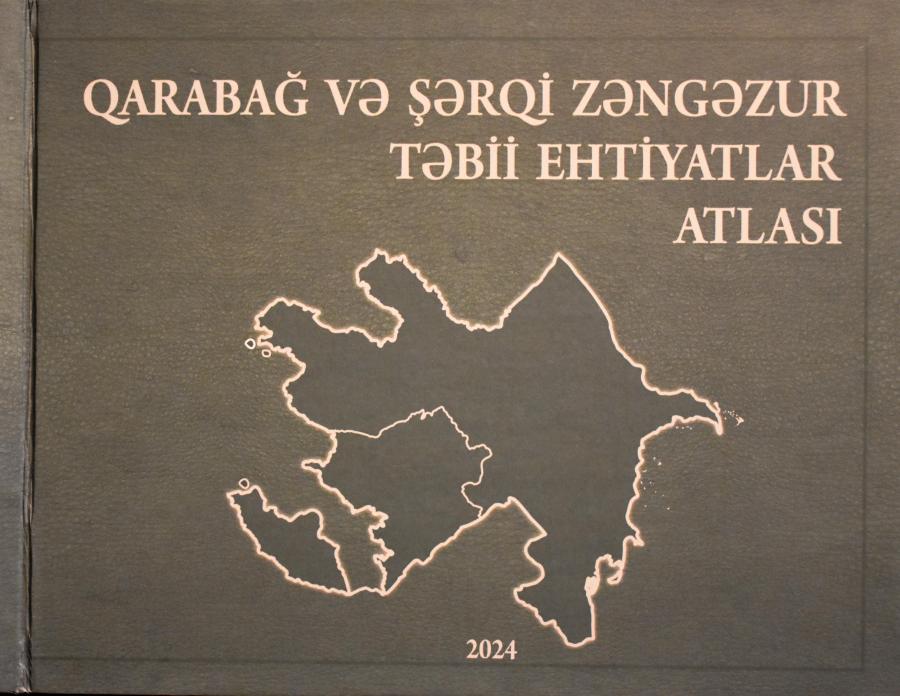 QARABAĞ VƏ ŞƏRQİ ZƏNGƏZUR
TƏBİİ EHTİYATLAR
ATLASI
2024